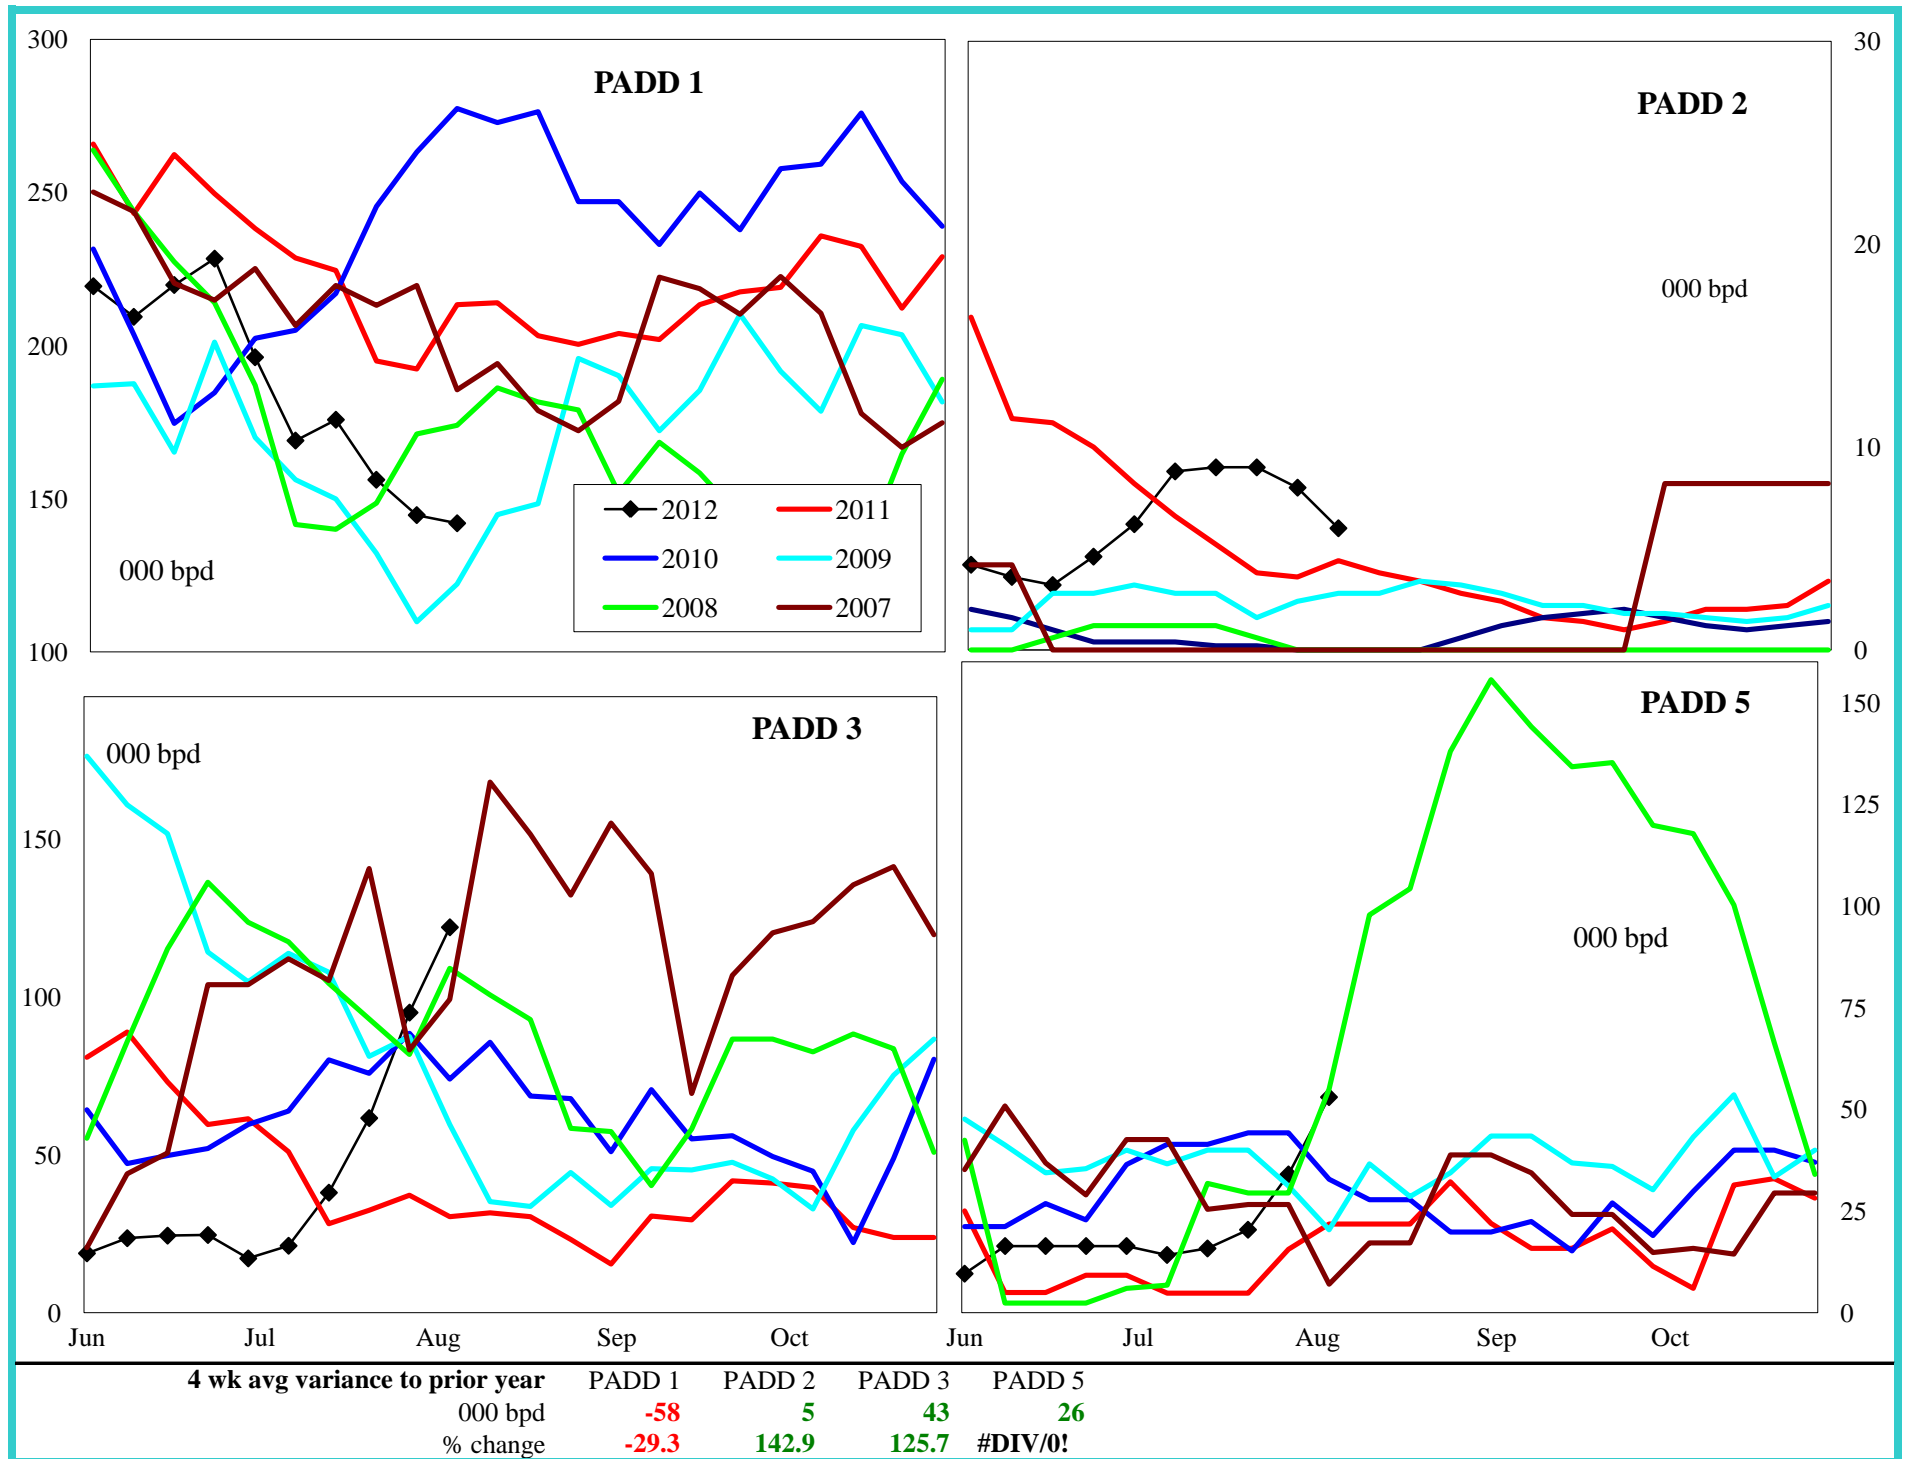 300
250
200
150
100
PADD 1
000 bpd
2012 2011
2010 2009
2008 2007
30
20
10
0
PADD 2
000 bpd
PADD 3
000 bpd
150
100
50
0
Jun Jul Aug Sep Oct
PADD 5
000 bpd
150
125
100
75
50
25
0
Jun Jul Aug Sep Oct
4 wk avg variance to prior year PADD 1 PADD 2 PADD 3 PADD 5
000 bpd -58 5 43 26
% change -29.3 142.9 125.7 #DIV/0!